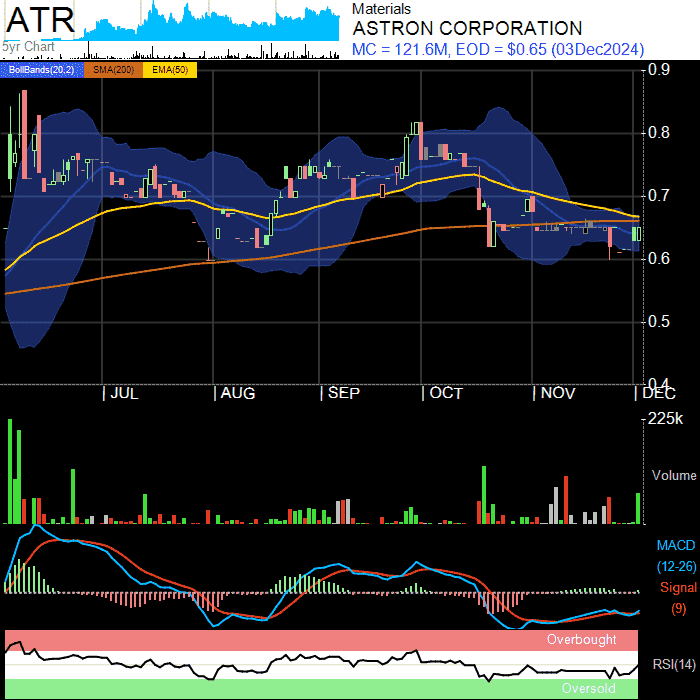 ATR
5yr Chart
Materials
ASTRON CORPORATION
MC = 121.6M, EOD = $0.65 (03Dec2024)
BollBands(20,2) SMA(200) EMA(50)
0.9
0.8
0.7
0.6
0.5
0.4
| JUL | AUG | SEP | OCT | NOV | DEC
225k
Volume
MACD
(12-26)
Signal
(9)
Overbought
RSI(14)
Oversold